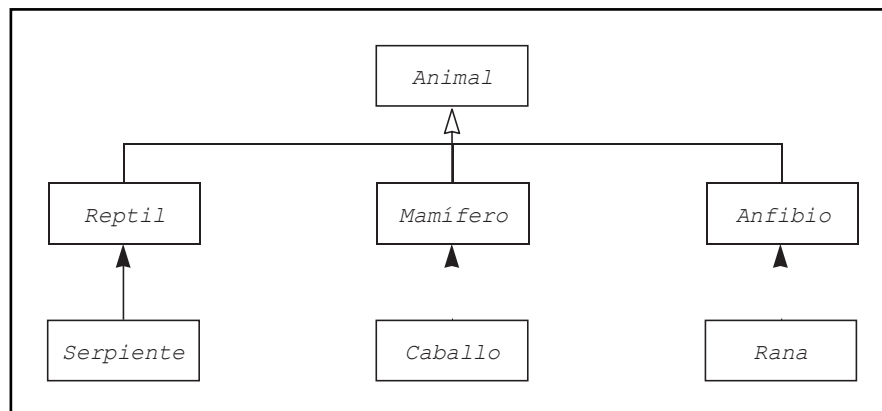 Animal
Reptil
Mamífero
Anfibio
Serpiente
Caballo
Rana